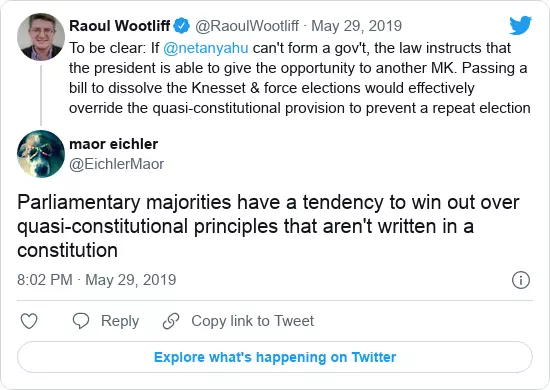 Raoul Wootliff @RaoulWootliff · May 29, 2019
To be clear: If @netanyahu can't form a gov't, the law instructs that
the president is able to give the opportunity to another MK. Passing a
bill to dissolve the Knesset & force elections would effectively
override the quasi-constitutional provision to prevent a repeat election
maor eichler
@EichlerMaor
Parliamentary majorities have a tendency to win out over
quasi-constitutional principles that aren't written in a
constitution
8:02 PM · May 29, 2019
Reply Copy link to Tweet
Explore what's happening on Twitter